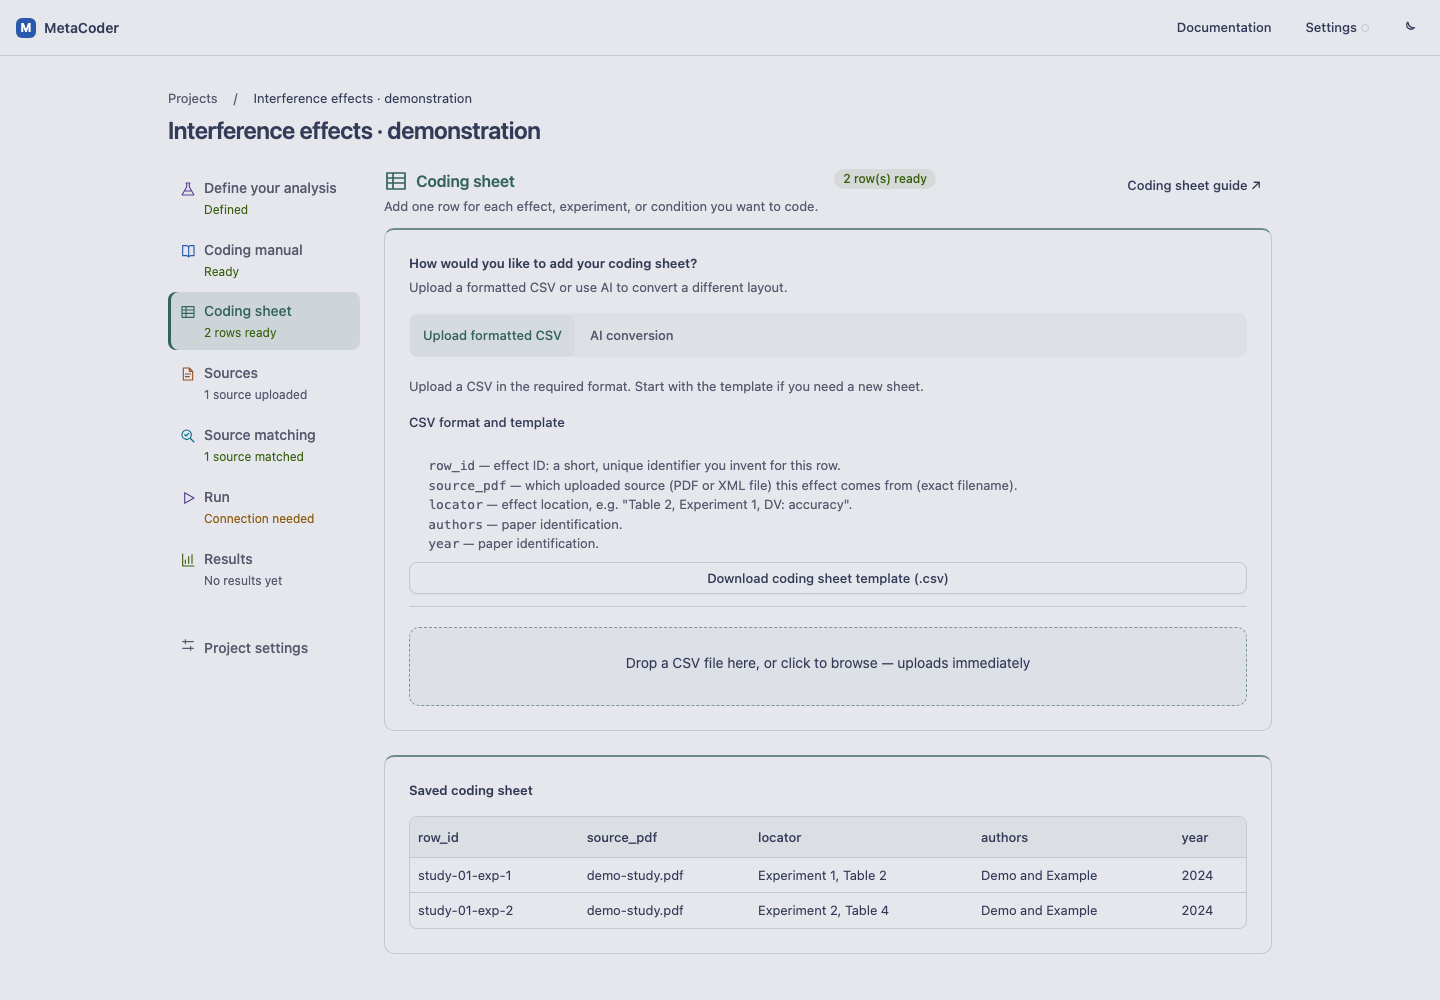 M MetaCoder
Documentation
Settings
Projects / Interference effects · demonstration
Interference effects · demonstration
Define your analysis
Defined
Coding manual
Ready
Coding sheet
2 rows ready
Sources
1 source uploaded
Source matching
1 source matched
Run
Connection needed
Results
No results yet
Project settings
Coding sheet
2 row(s) ready
Coding sheet guide ↗
Add one row for each effect, experiment, or condition you want to code.
How would you like to add your coding sheet?
Upload a formatted CSV or use AI to convert a different layout.
Upload formatted CSV
AI conversion
Upload a CSV in the required format. Start with the template if you need a new sheet.
CSV format and template
row_id — effect ID: a short, unique identifier you invent for this row.
source_pdf — which uploaded source (PDF or XML file) this effect comes from (exact filename).
locator — effect location, e.g. "Table 2, Experiment 1, DV: accuracy".
authors — paper identification.
year — paper identification.
Download coding sheet template (.csv)
Drop a CSV file here, or click to browse — uploads immediately
Saved coding sheet
row_id source_pdf locator authors year
study-01-exp-1 demo-study.pdf Experiment 1, Table 2 Demo and Example 2024
study-01-exp-2 demo-study.pdf Experiment 2, Table 4 Demo and Example 2024